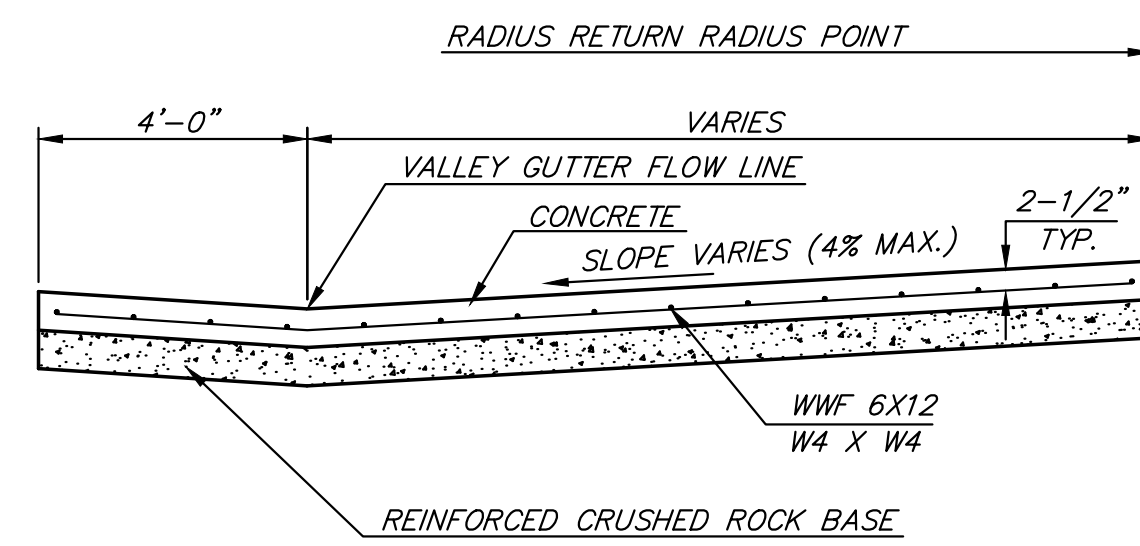 RADIUS RETURN RADIUS POINT
4'-0"
VARIES
VALLEY GUTTER FLOW LINE
CONCRETE
2-1/2"
TYP.
SLOPE VARIES (4% MAX.)
WWF 6X12
W4 X W4
REINFORCED CRUSHED ROCK BASE